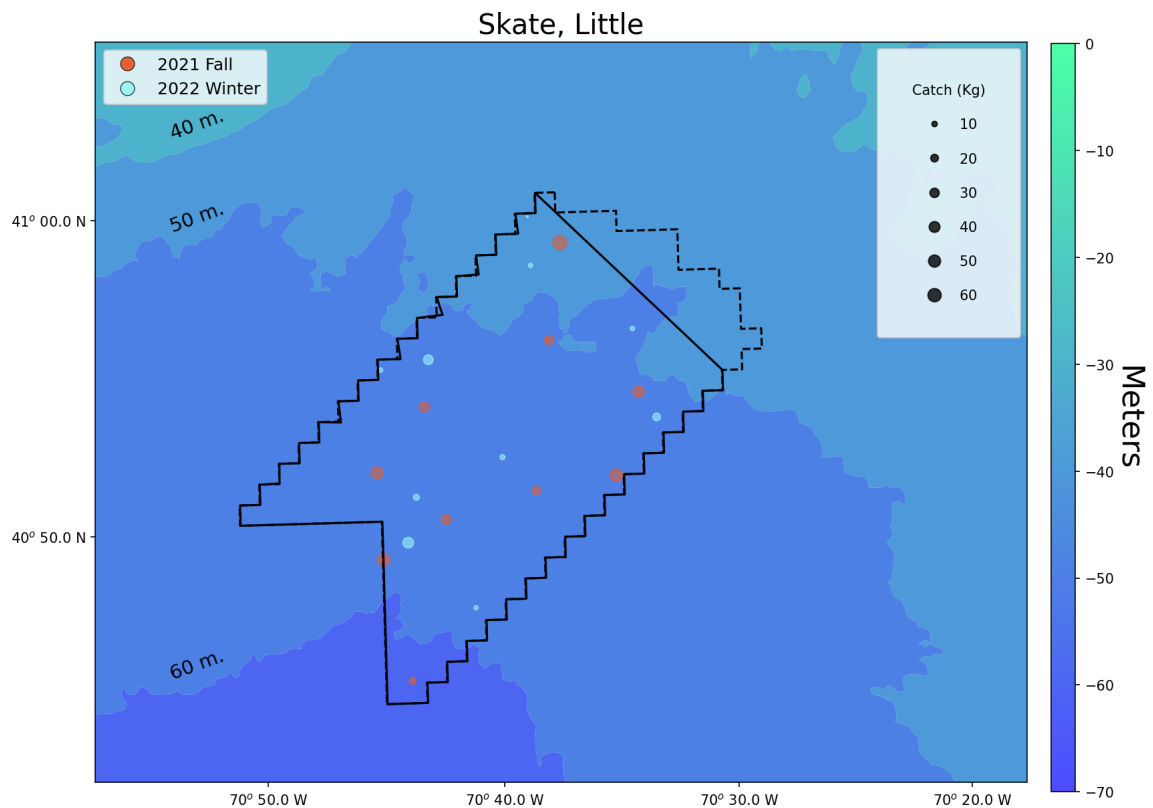 Skate, Little
2021 Fall
2022 Winter
Catch (Kg)
10
20
30
40
50
60
40 m.
50 m.
60 m.
41° 00.0 N
40° 50.0 N
70° 50.0 W
70° 40.0 W
70° 30.0 W
70° 20.0 W
0
−10
−20
−30
−40
−50
−60
−70
Meters